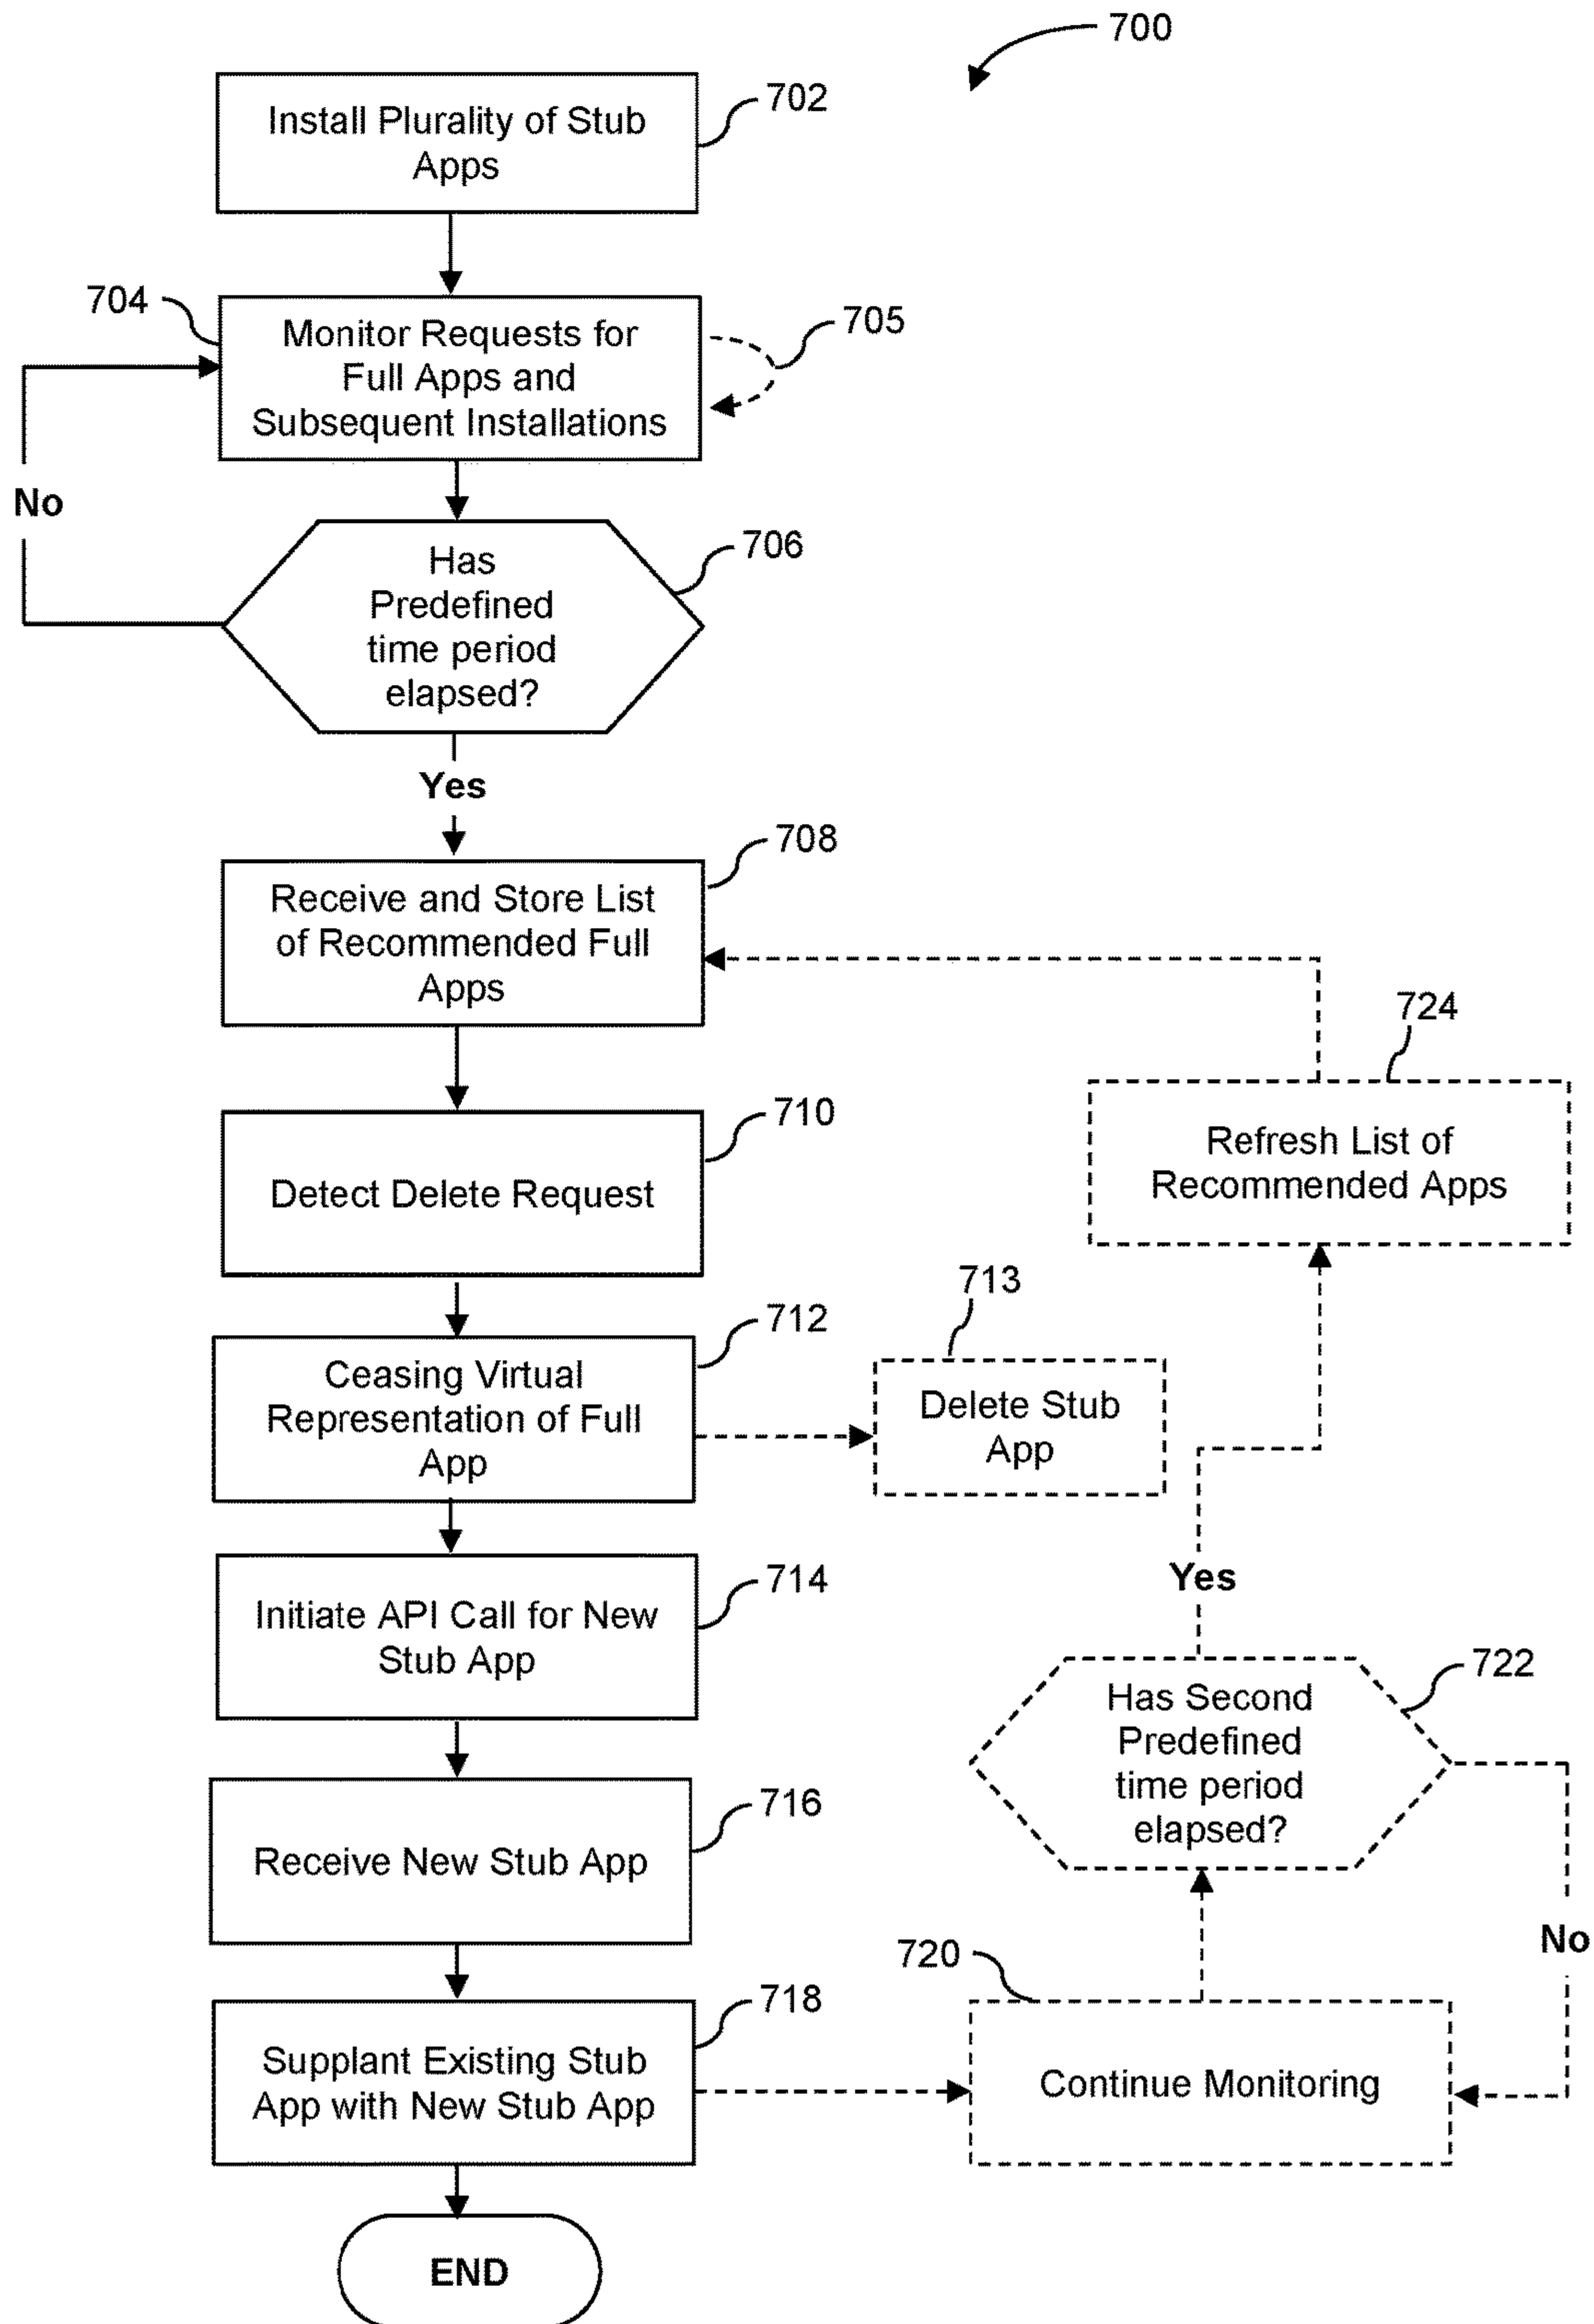 700
702
Install Plurality of Stub
Apps
704
705
Monitor Requests for
Full Apps and
Subsequent Installations
No
706
Has
Predefined
time period
elapsed?
Yes
708
Receive and Store List
of Recommended Full
Apps
710
Detect Delete Request
712
Ceasing Virtual
Representation of Full
App
713
Delete Stub
App
714
Initiate API Call for New
Stub App
716
Receive New Stub App
718
Supplant Existing Stub
App with New Stub App
END
720
Continue Monitoring
722
Has Second
Predefined
time period
elapsed?
No
Yes
724
Refresh List of
Recommended Apps